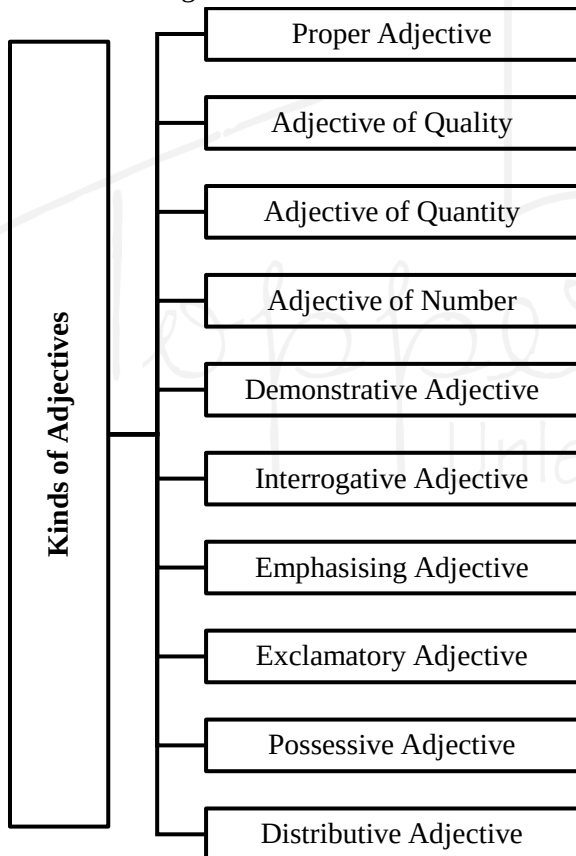 Proper Adjective
Adjective of Quality
Adjective of Quantity
Adjective of Number
Demonstrative Adjective
Interrogative Adjective
Emphasising Adjective
Exclamatory Adjective
Possessive Adjective
Distributive Adjective
Kinds of Adjectives